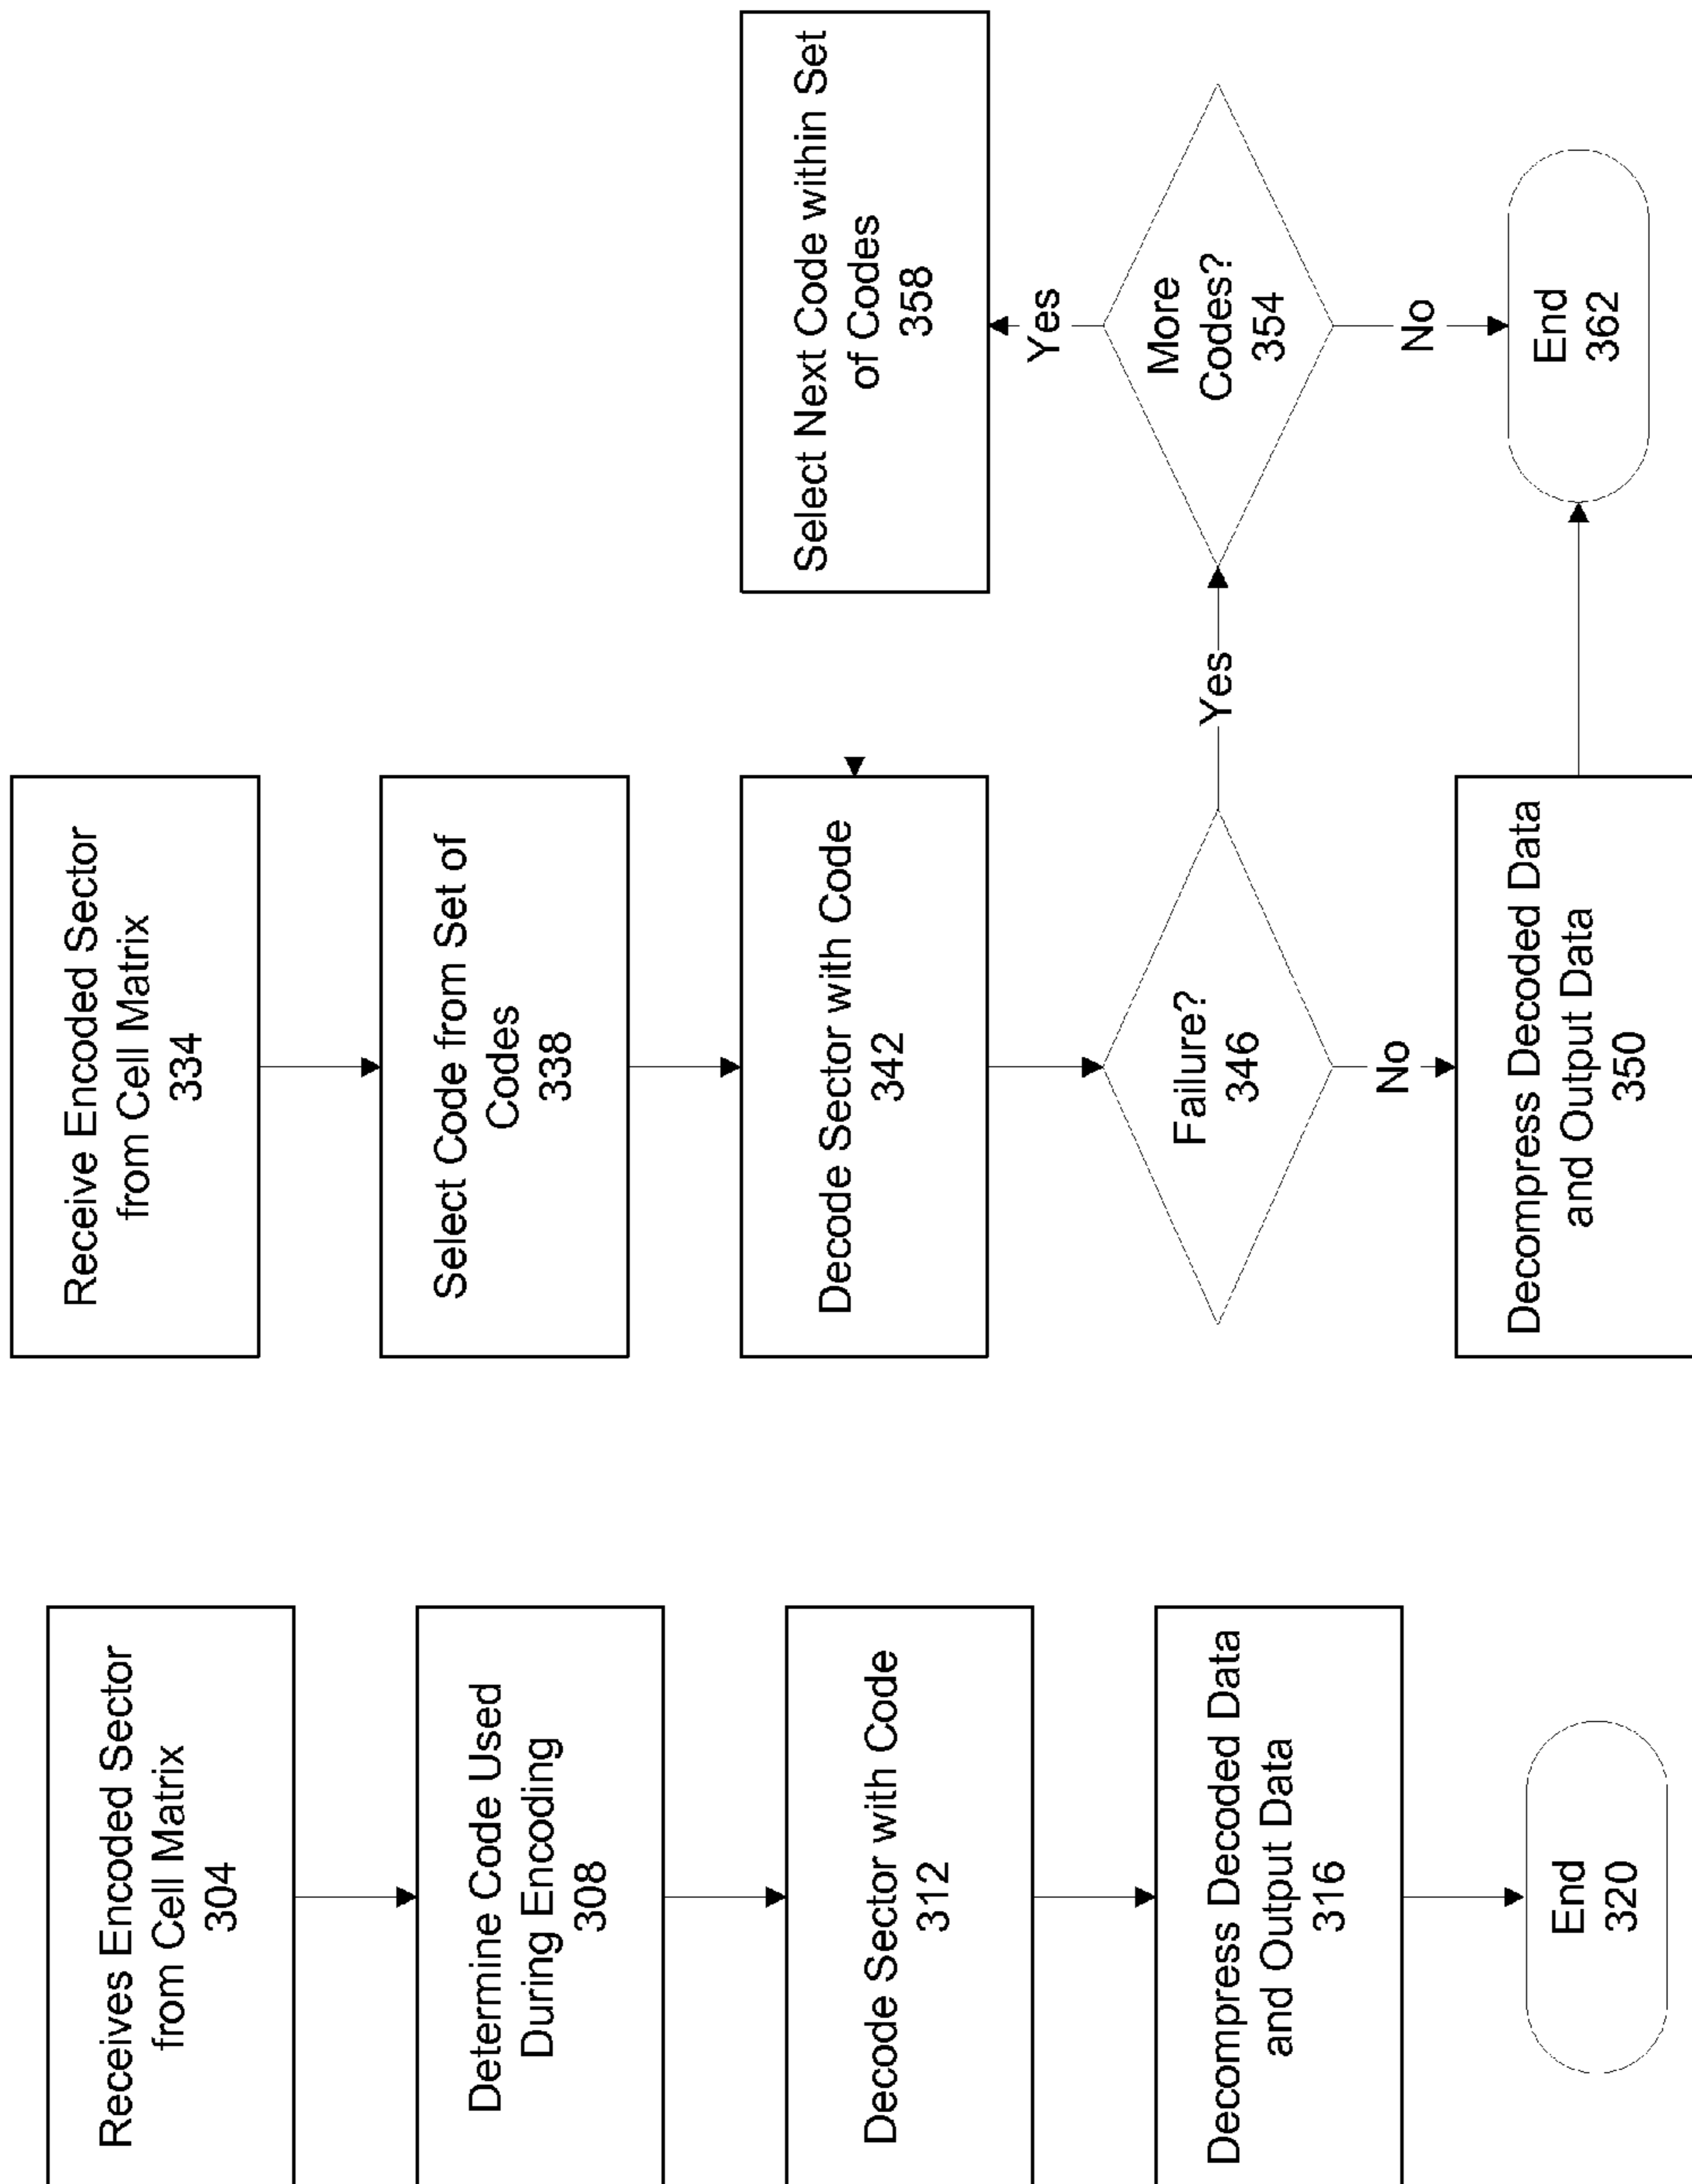 Receives Encoded Sector
from Cell Matrix
304
Determine Code Used
During Encoding
308
Decode Sector with Code
312
Decompress Decoded Data
and Output Data
316
End
320
Receive Encoded Sector
from Cell Matrix
334
Select Code from Set of
Codes
338
Decode Sector with Code
342
Failure?
346
Yes
No
Decompress Decoded Data
and Output Data
350
Select Next Code within Set
of Codes
358
Yes
More
Codes?
354
No
End
362